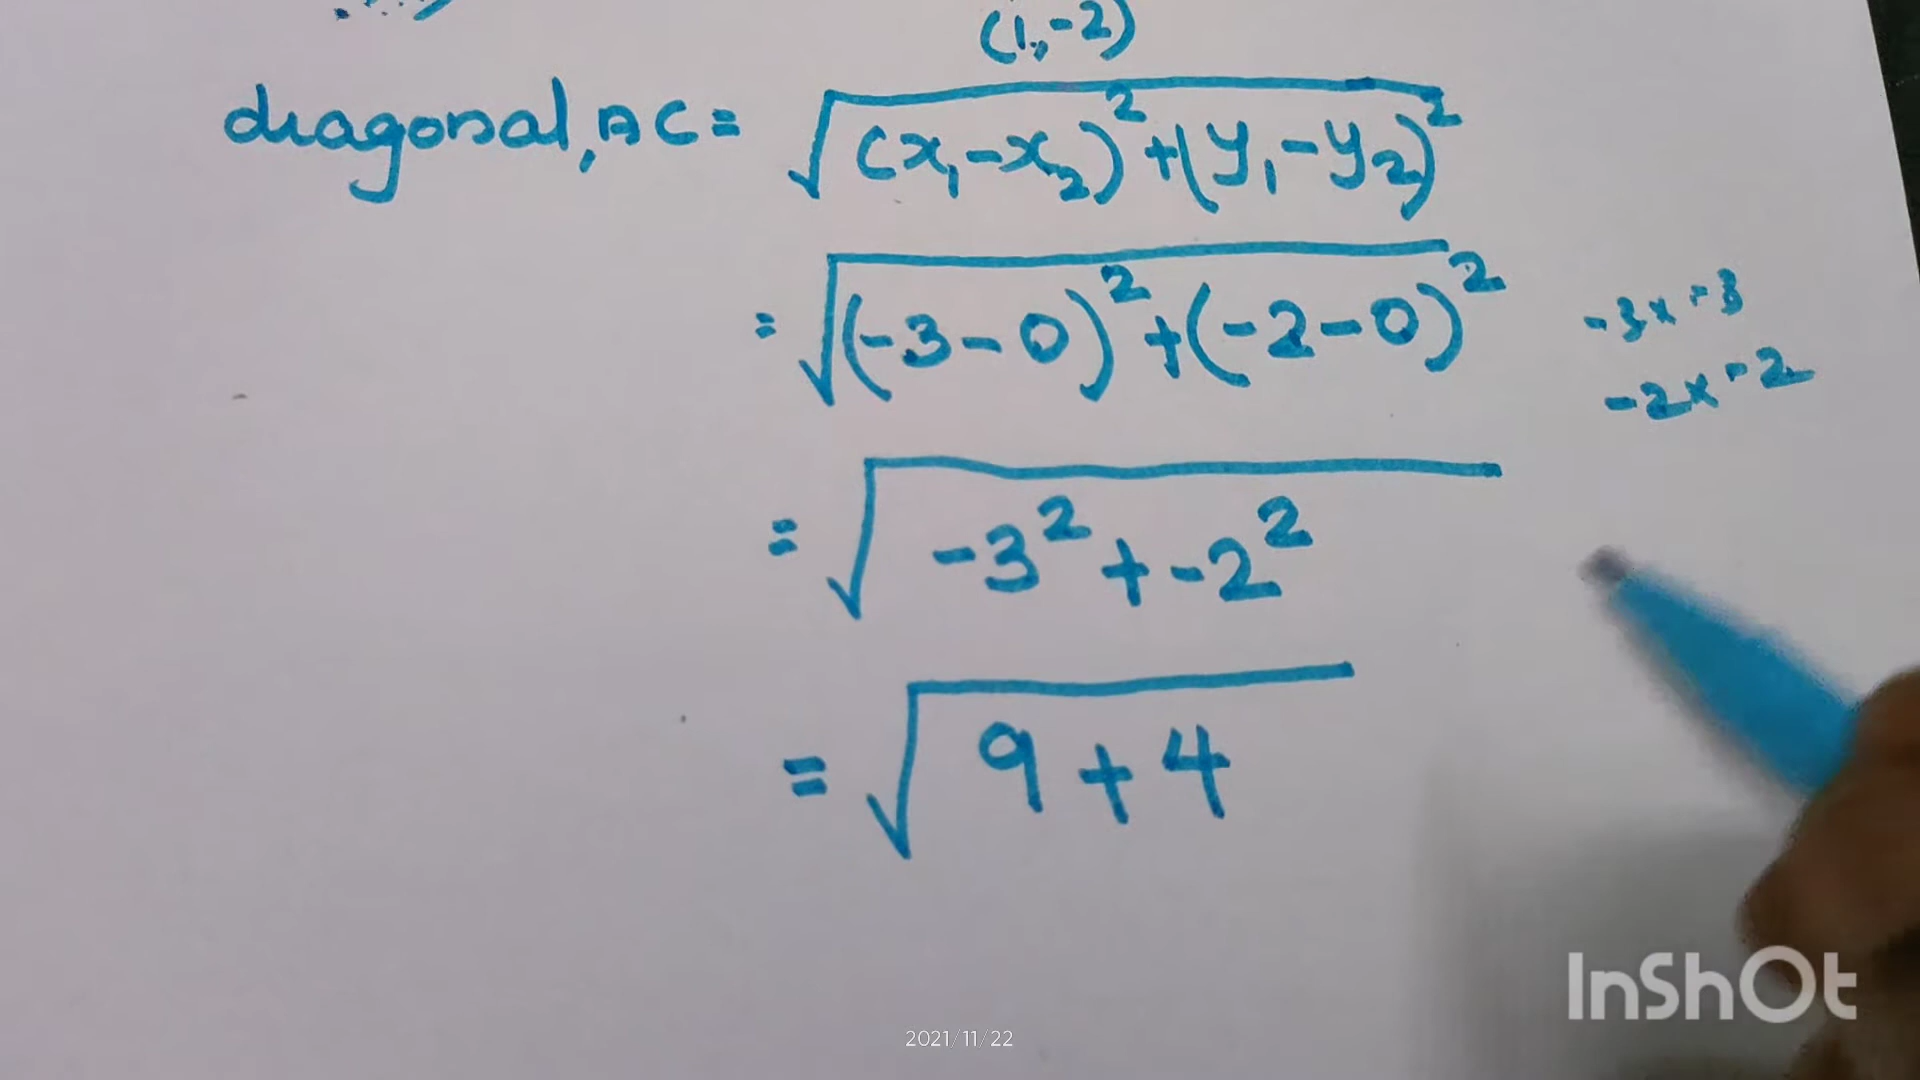 (1,-2)
diagonal, AC = √(x₁-x₂)²+(y₁-y₂)²
= √(-3-0)²+(-2-0)²
-3x-3
-2x-2
= √-3²+-2²
= √9+4
InShOt
2021/11/22